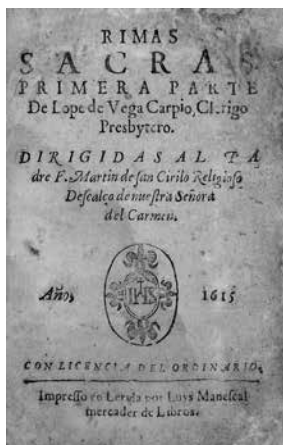 RIMAS
SACRAS
PRIMERA PARTE
De Lope de Vega Carpio, Clerigo
Presbytero.
DIRIGIDAS AL PA
dre F. Martin de san Cirilo Religioso
Descalço de nuestra Señora
del Carmen.
Año, 1615
IHS
CON LICENCIA DEL ORDINARIO,
Impresso en Lerida por Luys Manescal
mercader de Libros.